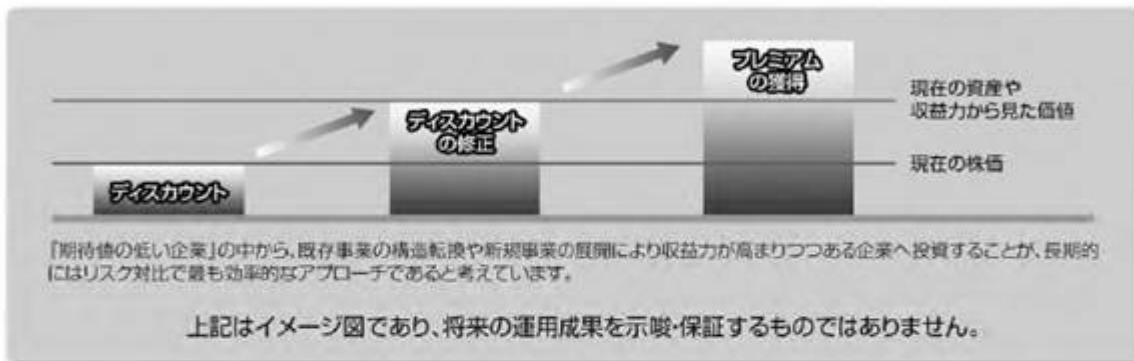 プレミアム
の獲得
現在の資産や
収益力から見た価値
ディスカウント
の修正
現在の株価
ディスカウント
「期待値の低い企業」の中から、既存事業の構造転換や新規事業の展開により収益力が高まりつつある企業へ投資することが、長期的
にはリスク対比で最も効率的なアプローチであると考えています。
上記はイメージ図であり、将来の運用成果を示唆・保証するものではありません。